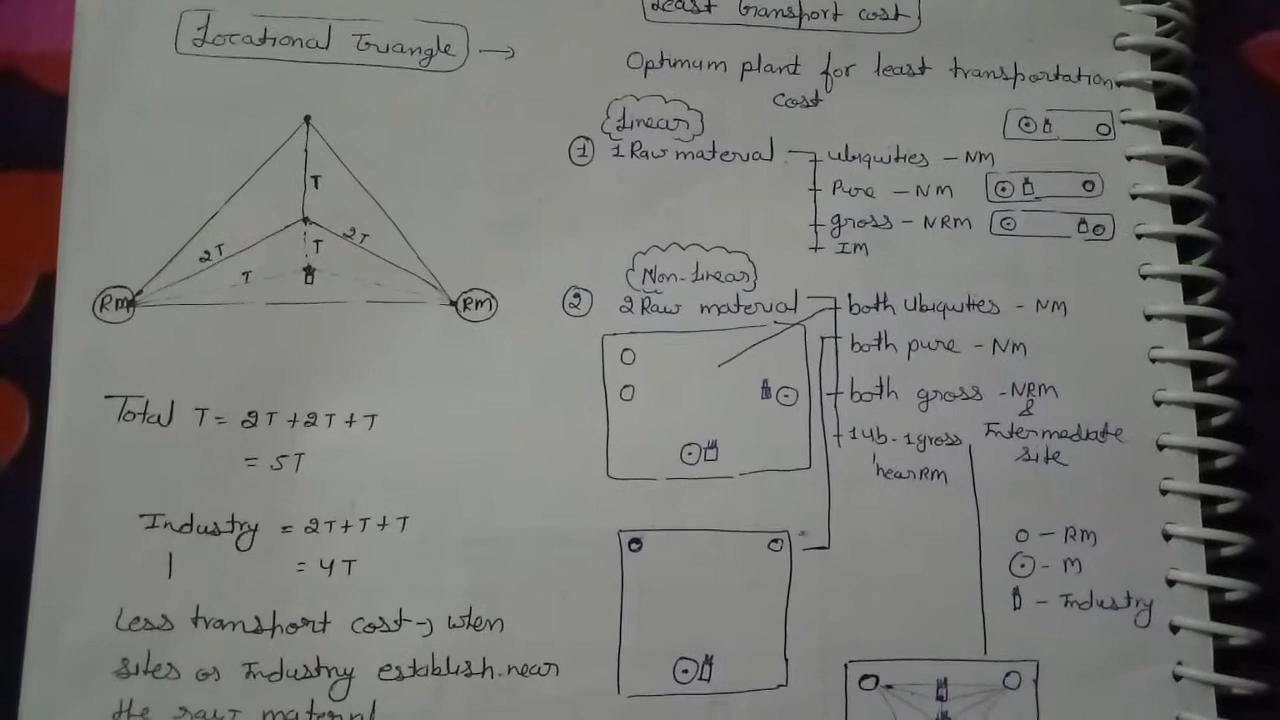 Locational Triangle →
T
2T
2T
T
T
RM
RM
Total T = 2T + 2T + T
= 5T
Industry = 2T + T + T
= 4T
Less transport cost → when
sites os Industry establish near
the raw material
Least transport cost
Optimum plant for least transportation
cost
Linear
① 1 Raw material
ubiquities - NM
Pure - NM
gross - NRM
IM
Non-linear
② 2 Raw material
both Ubiquities - NM
both pure - NM
both gross - NRM
&
Intermediate
site
1 Ub - 1 gross
near RM
O - RM
⊙ - M
- Industry